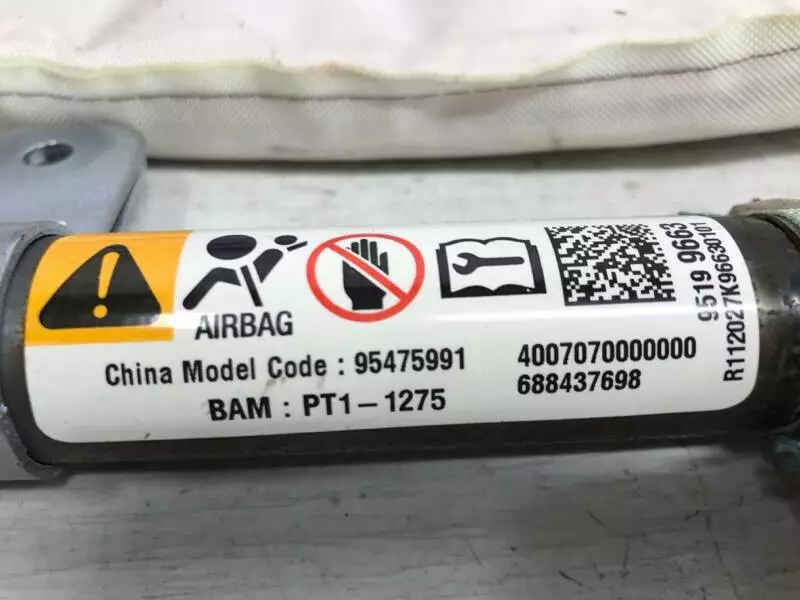 AIRBAG
China Model Code : 95475991
BAM : PT1-1275
4007070000000
688437698
9519 9663
R112027K96630101